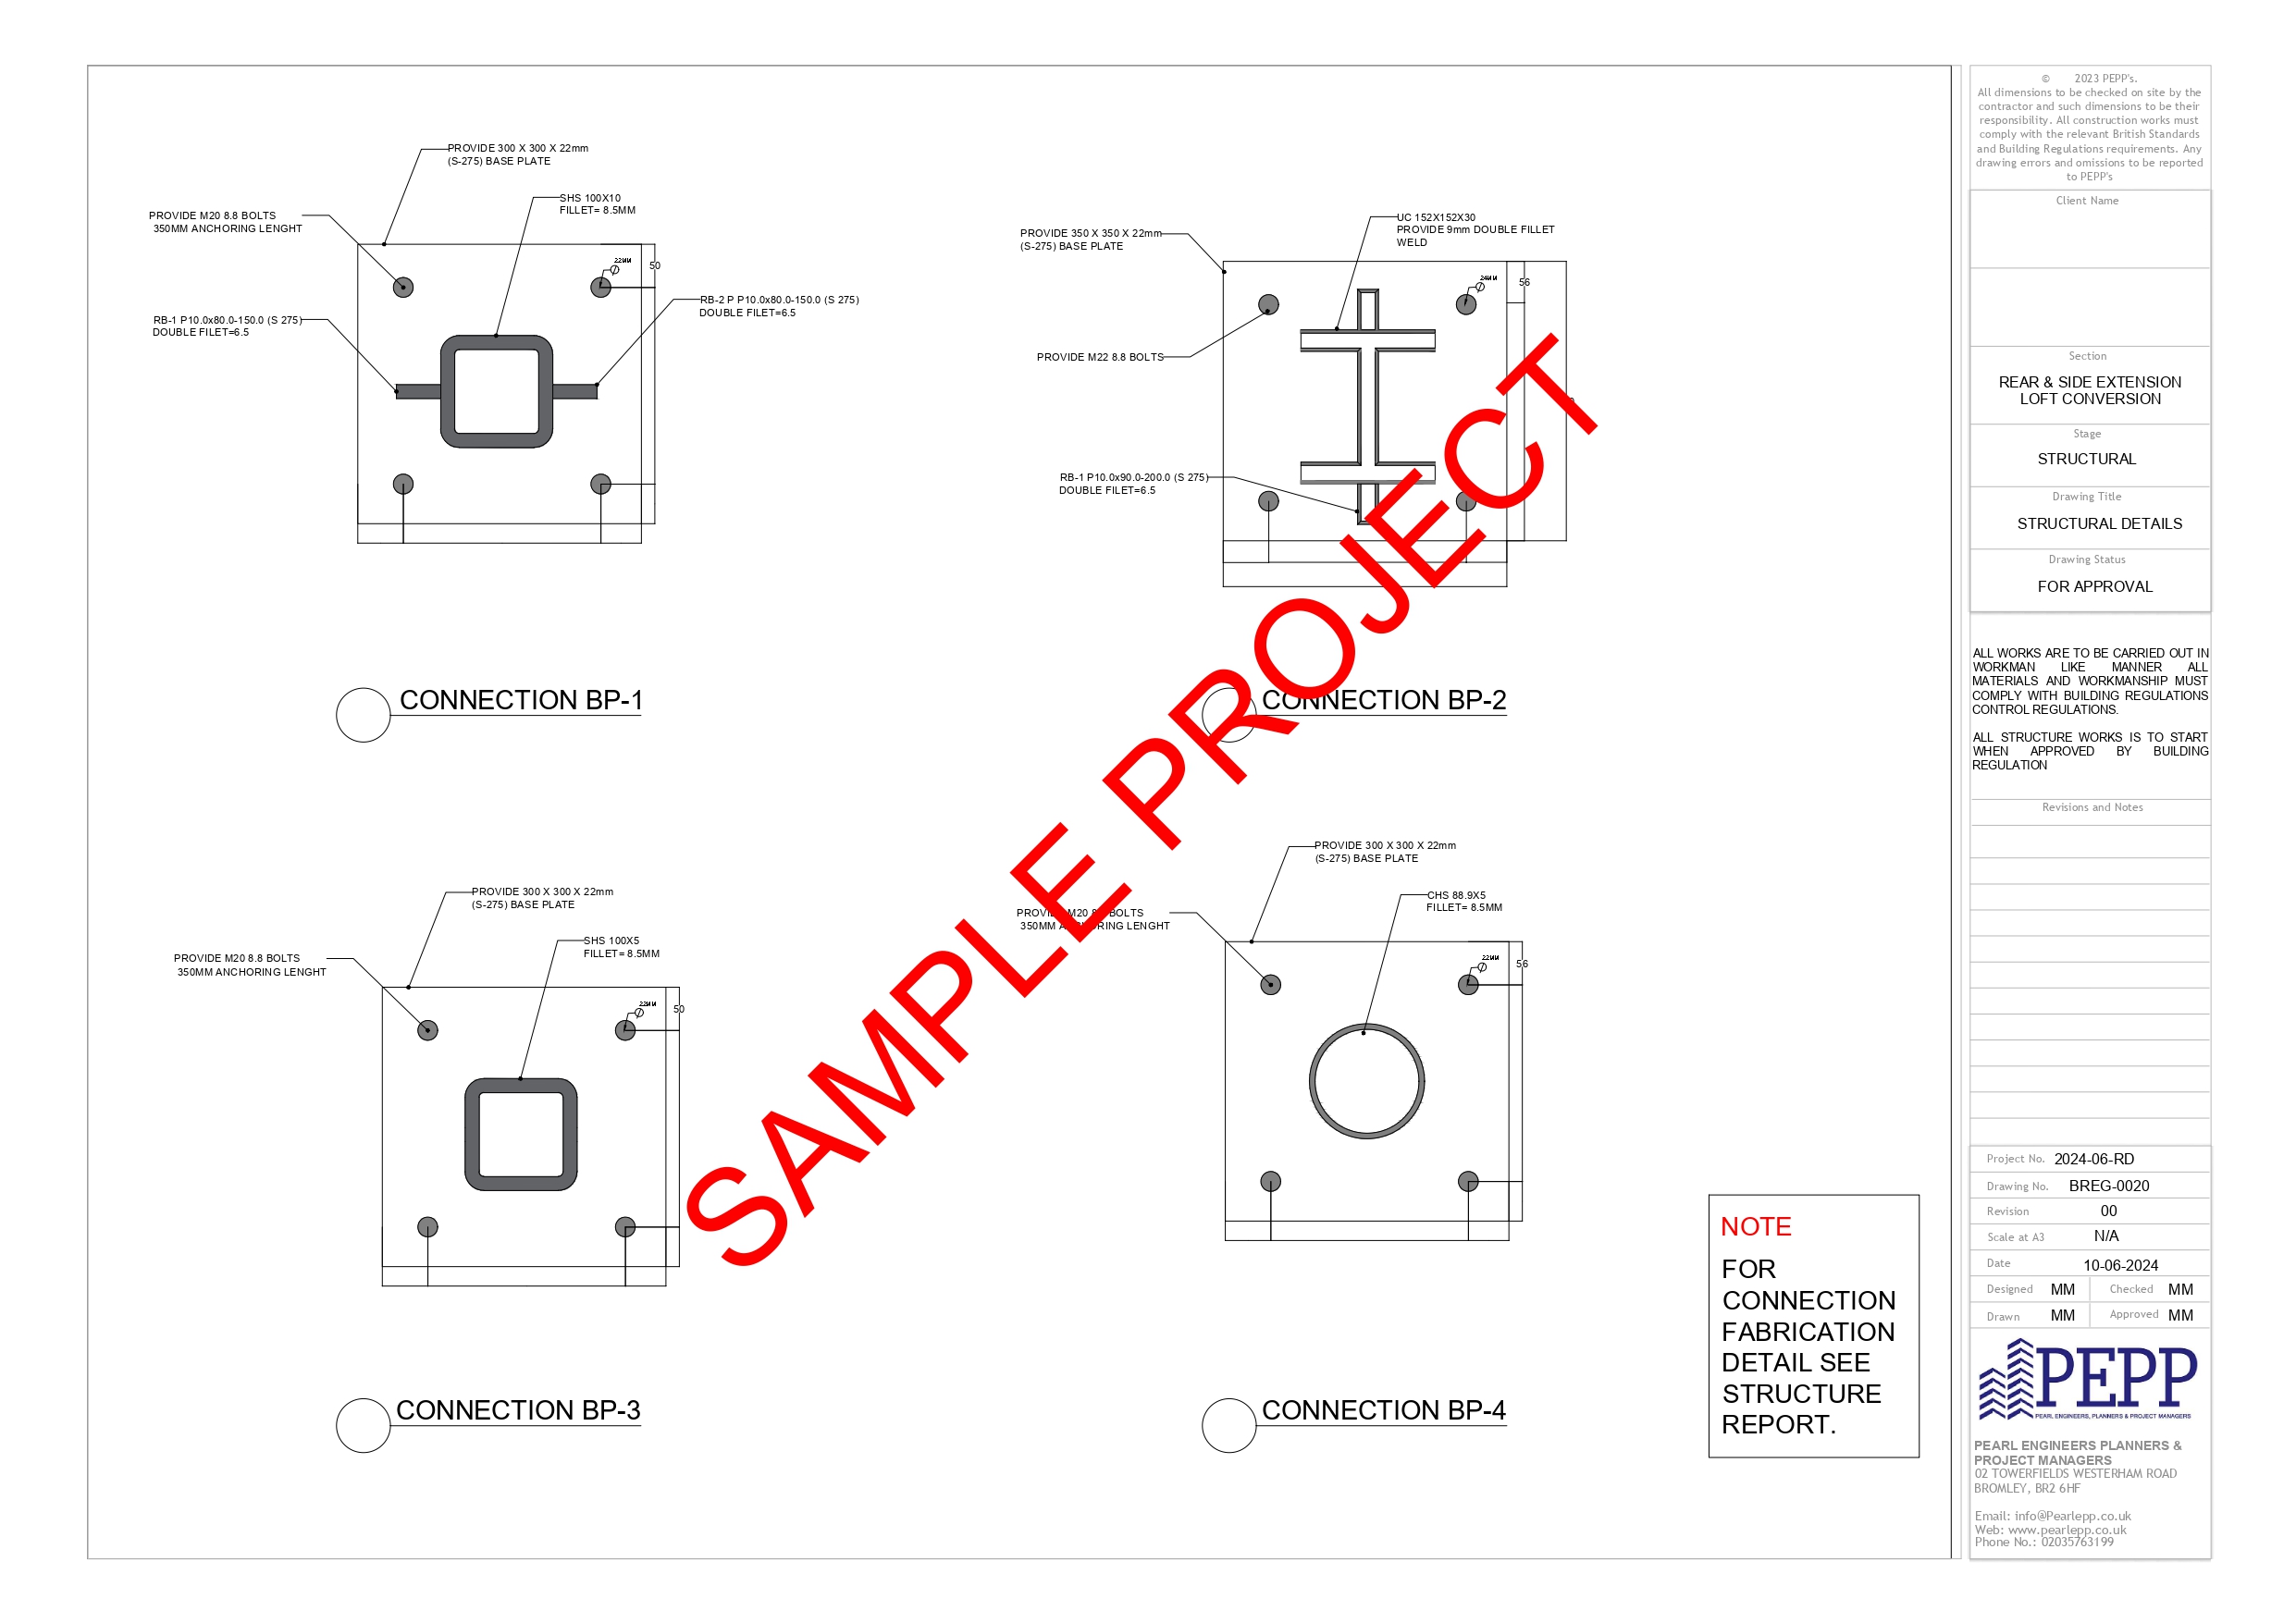 PROVIDE 300 X 300 X 22mm
(S-275) BASE PLATE
SHS 100X10
FILLET= 8.5MM
PROVIDE M20 8.8 BOLTS
350MM ANCHORING LENGHT
22MM
50
RB-2 P P10.0x80.0-150.0 (S 275)
DOUBLE FILET=6.5
RB-1 P10.0x80.0-150.0 (S 275)
DOUBLE FILET=6.5
CONNECTION BP-1
UC 152X152X30
PROVIDE 9mm DOUBLE FILLET
WELD
PROVIDE 350 X 350 X 22mm
(S-275) BASE PLATE
24MM
56
PROVIDE M22 8.8 BOLTS
RB-1 P10.0x90.0-200.0 (S 275)
DOUBLE FILET=6.5
CONNECTION BP-2
PROVIDE 300 X 300 X 22mm
(S-275) BASE PLATE
SHS 100X5
FILLET= 8.5MM
PROVIDE M20 8.8 BOLTS
350MM ANCHORING LENGHT
22MM
50
CONNECTION BP-3
PROVIDE 300 X 300 X 22mm
(S-275) BASE PLATE
CHS 88.9X5
FILLET= 8.5MM
PROVIDE M20 8.8 BOLTS
350MM ANCHORING LENGHT
22MM
56
CONNECTION BP-4
SAMPLE PROJECT
NOTE
FOR
CONNECTION
FABRICATION
DETAIL SEE
STRUCTURE
REPORT.
© 2023 PEPP's.
All dimensions to be checked on site by the
contractor and such dimensions to be their
responsibility. All construction works must
comply with the relevant British Standards
and Building Regulations requirements. Any
drawing errors and omissions to be reported
to PEPP's
Client Name
Section
REAR & SIDE EXTENSION
LOFT CONVERSION
Stage
STRUCTURAL
Drawing Title
STRUCTURAL DETAILS
Drawing Status
FOR APPROVAL
ALL WORKS ARE TO BE CARRIED OUT IN
WORKMAN LIKE MANNER ALL
MATERIALS AND WORKMANSHIP MUST
COMPLY WITH BUILDING REGULATIONS
CONTROL REGULATIONS.
ALL STRUCTURE WORKS IS TO START
WHEN APPROVED BY BUILDING
REGULATION
Revisions and Notes
Project No. 2024-06-RD
Drawing No. BREG-0020
Revision 00
Scale at A3 N/A
Date 10-06-2024
Designed MM Checked MM
Drawn MM Approved MM
PEPP
PEARL ENGINEERS, PLANNERS & PROJECT MANAGERS
PEARL ENGINEERS PLANNERS &
PROJECT MANAGERS
02 TOWERFIELDS WESTERHAM ROAD
BROMLEY, BR2 6HF
Email: info@Pearlepp.co.uk
Web: www.pearlepp.co.uk
Phone No.: 02035763199